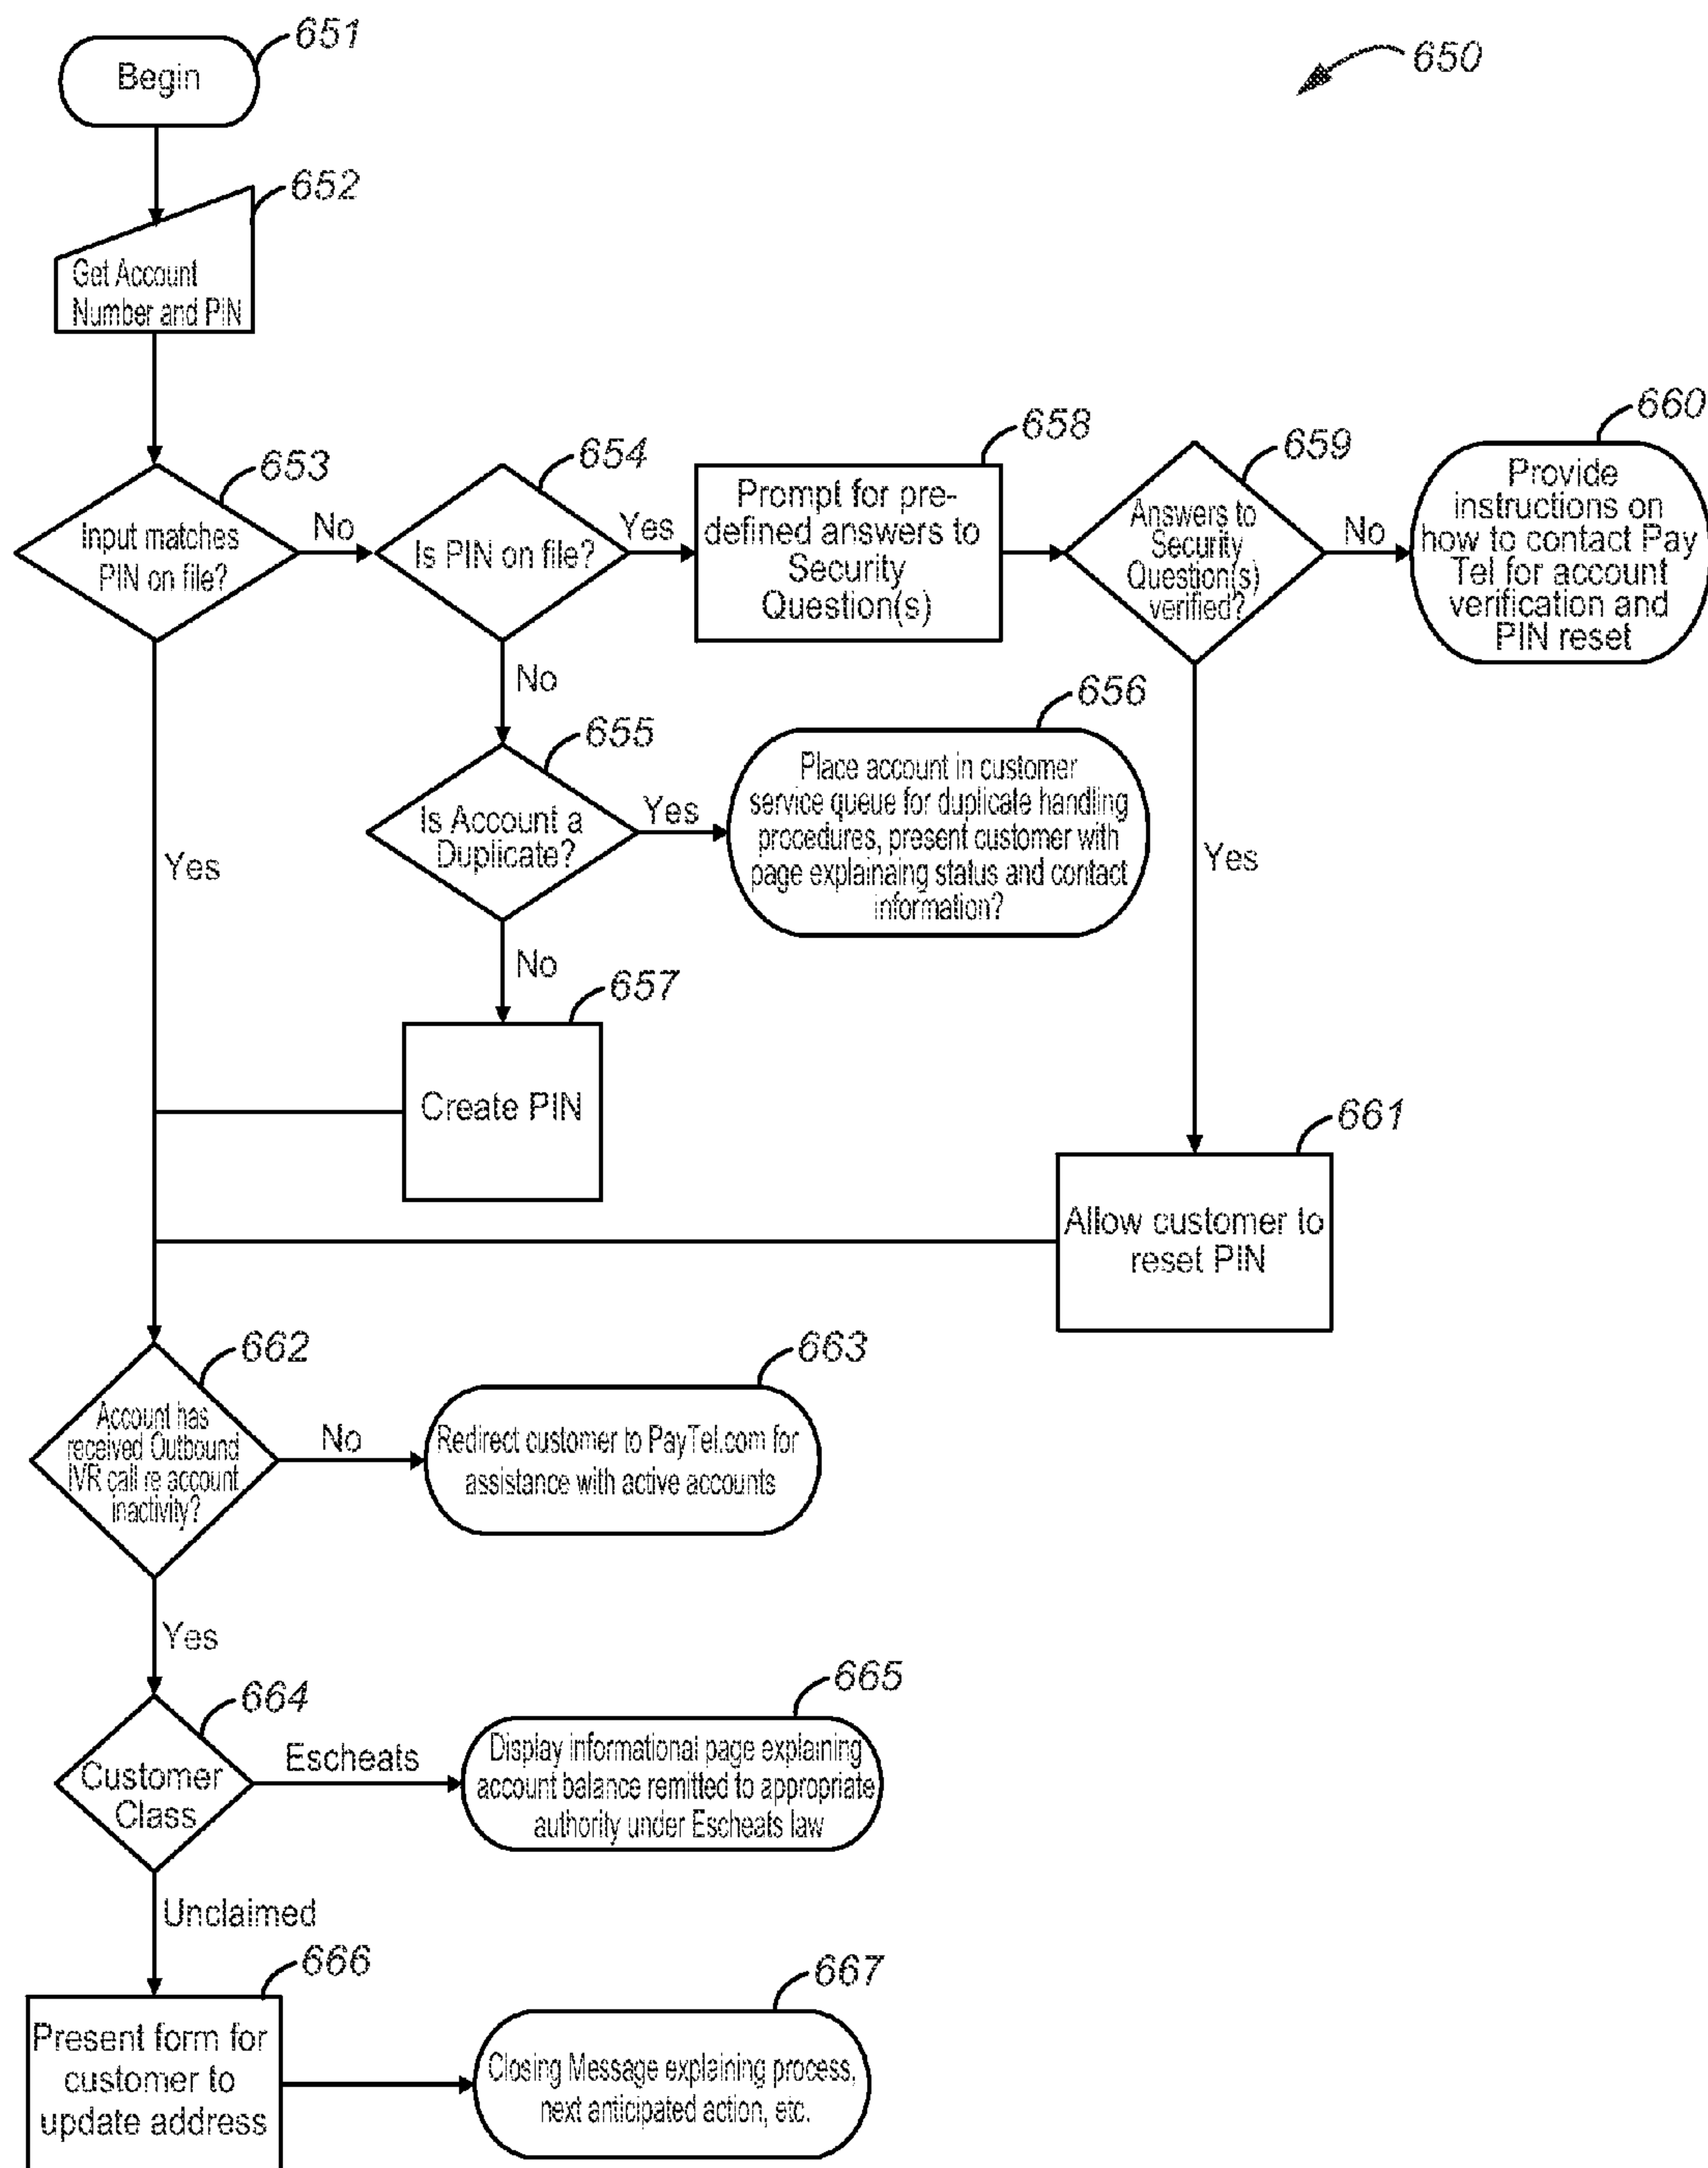 651
Begin
650
652
Get Account
Number and PIN
653
Input matches
PIN on file?
No
654
Is PIN on file?
Yes
658
Prompt for pre-
defined answers to
Security
Question(s)
659
Answers to
Security
Question(s)
verified?
No
660
Provide
instructions on
how to contact Pay
Tel for account
verification and
PIN reset
No
655
Is Account a
Duplicate?
Yes
656
Place account in customer
service queue for duplicate handling
procedures, present customer with
page explainaing status and contact
information?
Yes
Yes
No
657
Create PIN
661
Allow customer to
reset PIN
662
Account has
received Outbound
IVR call re account
inactivity?
No
663
Redirect customer to PayTel.com for
assistance with active accounts
Yes
664
Customer
Class
Escheats
665
Display informational page explaining
account balance remitted to appropriate
authority under Escheats law
Unclaimed
666
Present form for
customer to
update address
667
Closing Message explaining process,
next anticipated action, etc.